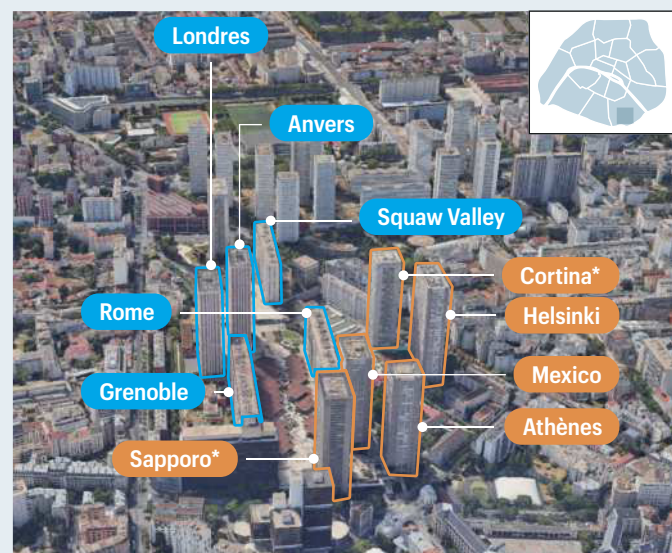 Londres
Anvers
Squaw Valley
Cortina*
Rome
Helsinki
Grenoble
Mexico
Athènes
Sapporo*